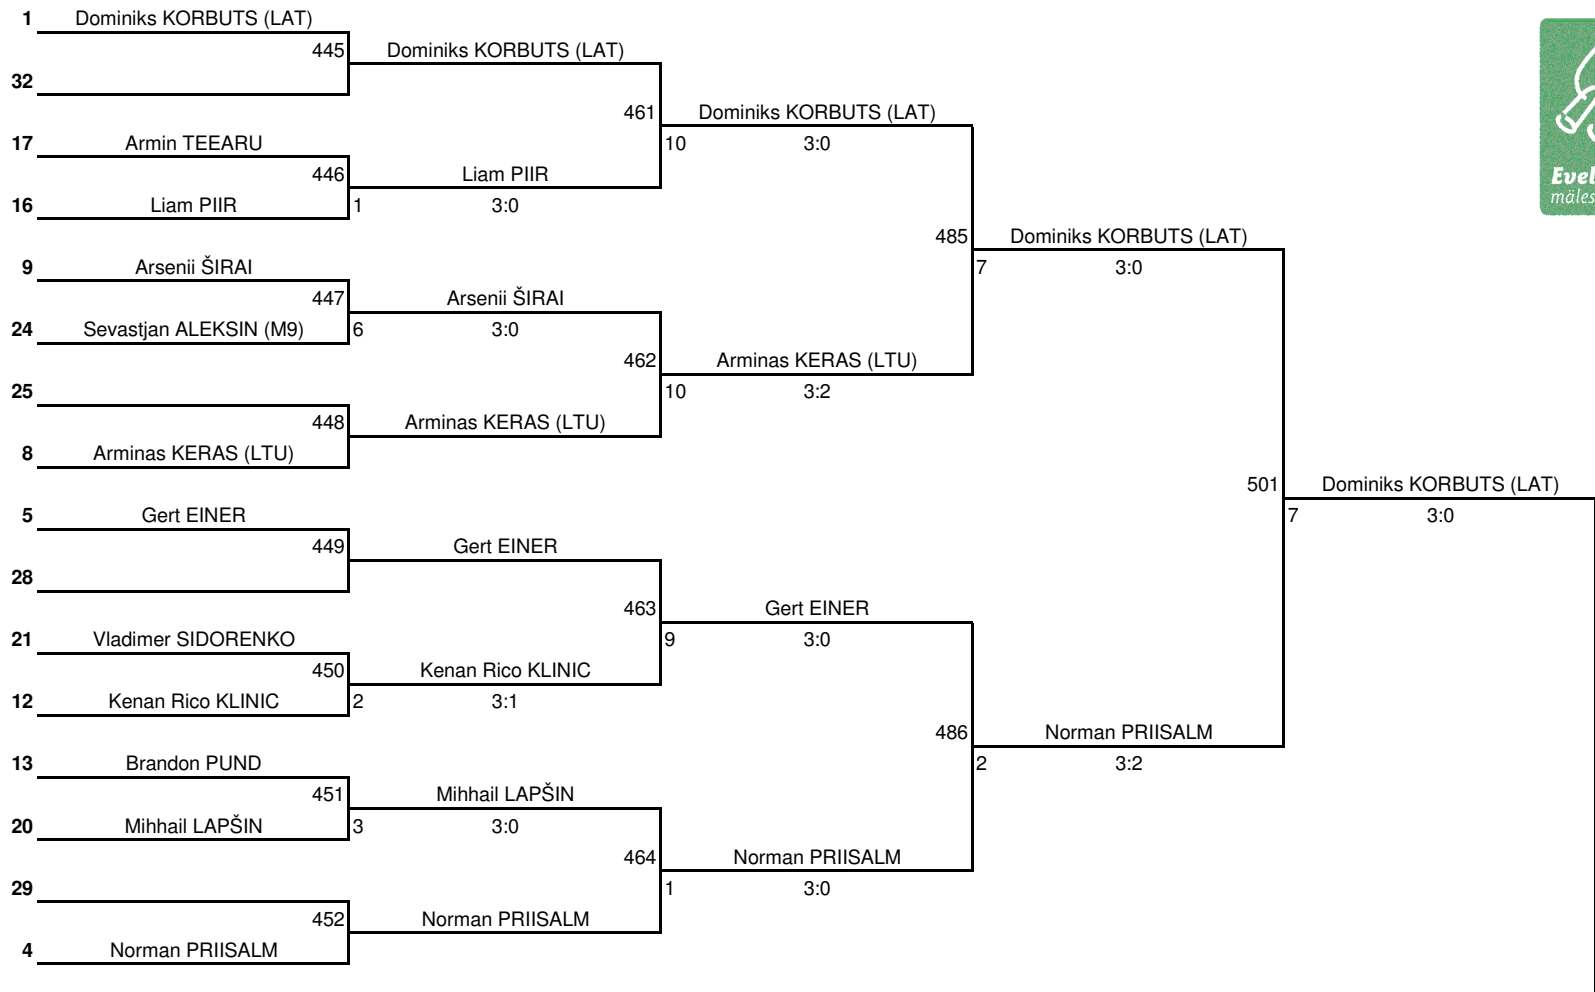 1 Dominiks KORBUTS (LAT)
445 Dominiks KORBUTS (LAT)
32
461 Dominiks KORBUTS (LAT)
17 Armin TEEARU 10 3:0
446 Liam PIIR
16 Liam PIIR 1 3:0
485 Dominiks KORBUTS (LAT)
9 Arsenii ŠIRAI 7 3:0
447 Arsenii ŠIRAI
24 Sevastjan ALEKSIN (M9) 6 3:0
462 Arminas KERAS (LTU)
25 10 3:2
448 Arminas KERAS (LTU)
8 Arminas KERAS (LTU)
501 Dominiks KORBUTS (LAT)
5 Gert EINER 7 3:0
449 Gert EINER
28
463 Gert EINER
21 Vladimer SIDORENKO 9 3:0
450 Kenan Rico KLINIC
12 Kenan Rico KLINIC 2 3:1
486 Norman PRIISALM
13 Brandon PUND 2 3:2
451 Mihhail LAPŠIN
20 Mihhail LAPŠIN 3 3:0
464 Norman PRIISALM
29 1 3:0
452 Norman PRIISALM
4 Norman PRIISALM